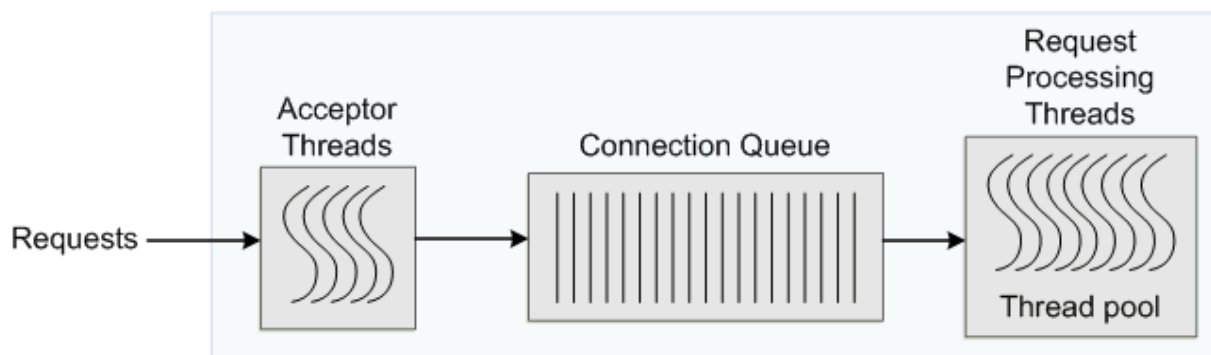 Requests
Acceptor
Threads
Connection Queue
Request
Processing
Threads
Thread pool